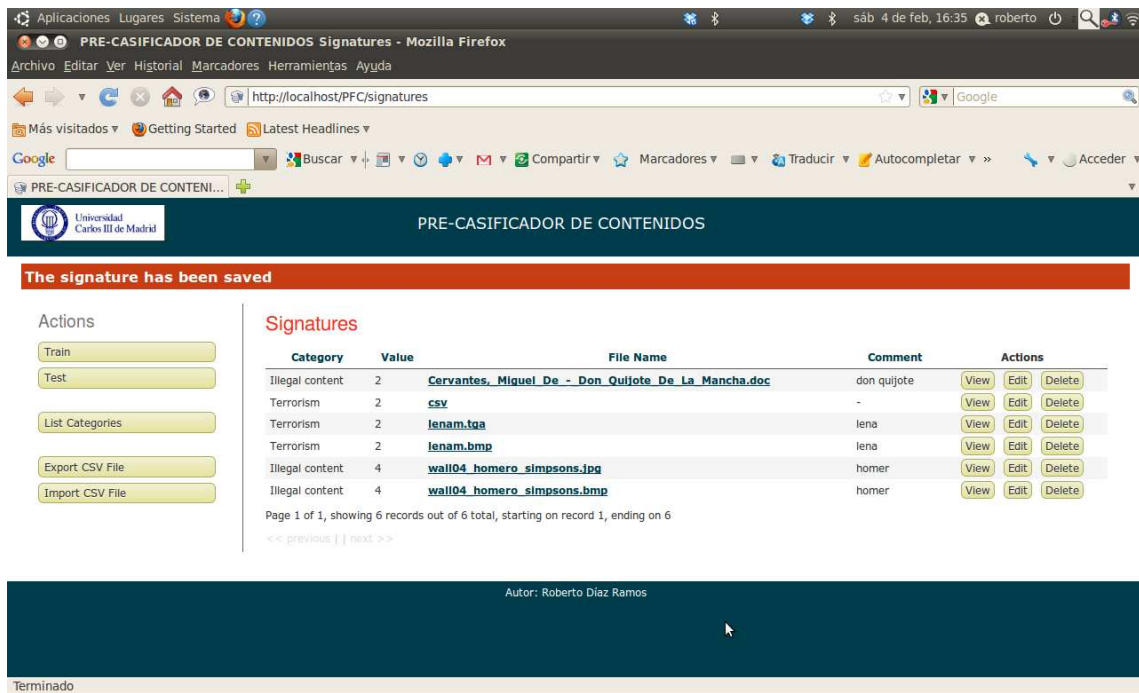 Aplicaciones Lugares Sistema sáb 4 de feb, 16:35 roberto
PRE-CASIFICADOR DE CONTENIDOS Signatures - Mozilla Firefox
Archivo Editar Ver Historial Marcadores Herramientas Ayuda
http://localhost/PFC/signatures Google
Más visitados Getting Started Latest Headlines
Google Buscar Compartir Marcadores Traducir Autocompletar » Acceder
PRE-CASIFICADOR DE CONTENI...
Universidad
Carlos III de Madrid
PRE-CASIFICADOR DE CONTENIDOS
The signature has been saved
Actions
Train
Test
List Categories
Export CSV File
Import CSV File
Signatures
Category Value File Name Comment Actions
Illegal content 2 Cervantes, Miguel De - Don Quijote De La Mancha.doc don quijote View Edit Delete
Terrorism 2 csv - View Edit Delete
Terrorism 2 lenam.tga lena View Edit Delete
Terrorism 2 lenam.bmp lena View Edit Delete
Illegal content 4 wall04_homero_simpsons.jpg homer View Edit Delete
Illegal content 4 wall04_homero_simpsons.bmp homer View Edit Delete
Page 1 of 1, showing 6 records out of 6 total, starting on record 1, ending on 6
<< previous | | next >>
Autor: Roberto Díaz Ramos
Terminado